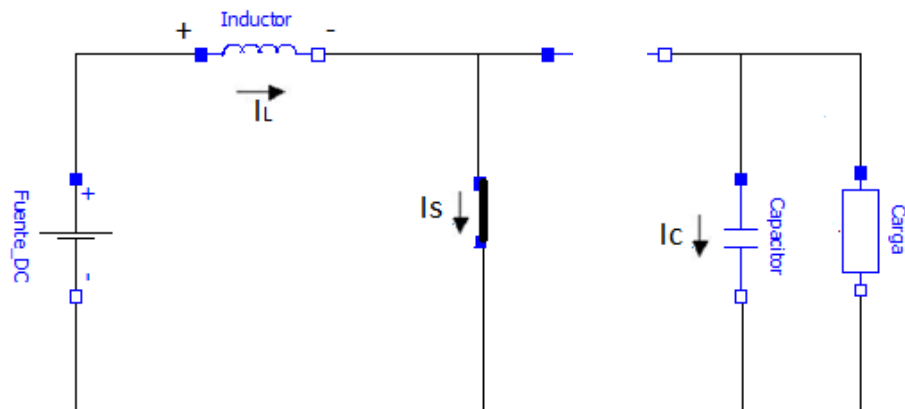 Inductor
+ -
IL
+
Fuente_DC
-
Is
Ic
Capacitor
Carga